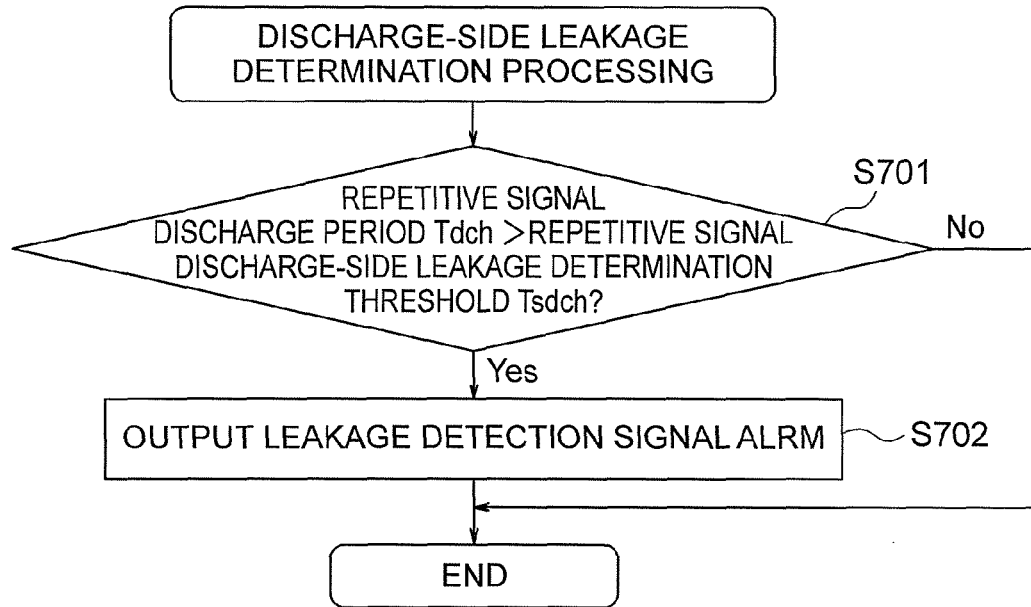 DISCHARGE-SIDE LEAKAGE
DETERMINATION PROCESSING
S701
REPETITIVE SIGNAL
DISCHARGE PERIOD Tdch >REPETITIVE SIGNAL
DISCHARGE-SIDE LEAKAGE DETERMINATION
THRESHOLD Tsdch?
No
Yes
OUTPUT LEAKAGE DETECTION SIGNAL ALRM
S702
END